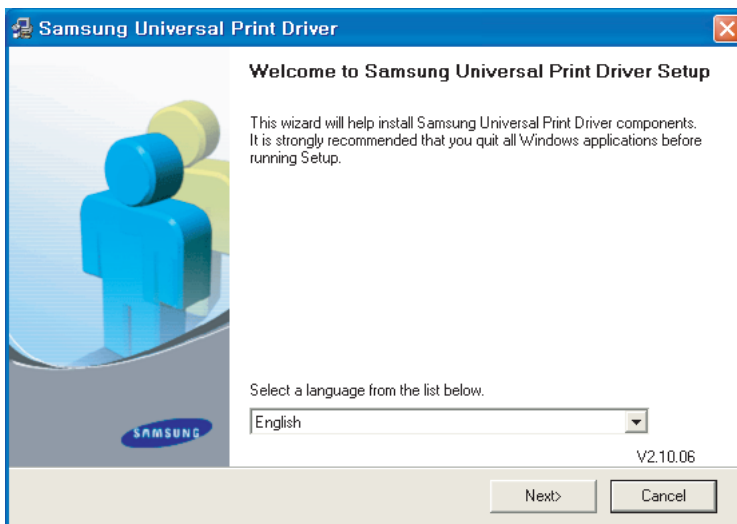 Samsung Universal Print Driver
Welcome to Samsung Universal Print Driver Setup
This wizard will help install Samsung Universal Print Driver components.
It is strongly recommended that you quit all Windows applications before
running Setup.
Select a language from the list below.
English
SAMSUNG
V2.10.06
Next>
Cancel